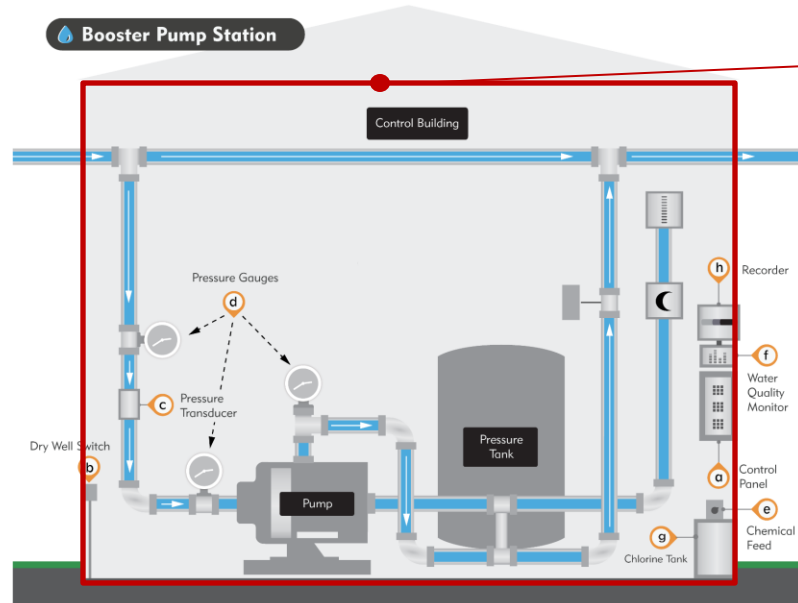 Booster Pump Station
Control Building
Pressure Gauges
d
h
Recorder
f
Water
Quality
Monitor
c
Pressure
Transducer
Dry Well Switch
b
Pressure
Tank
Pump
a
Control
Panel
e
Chemical
Feed
g
Chlorine Tank